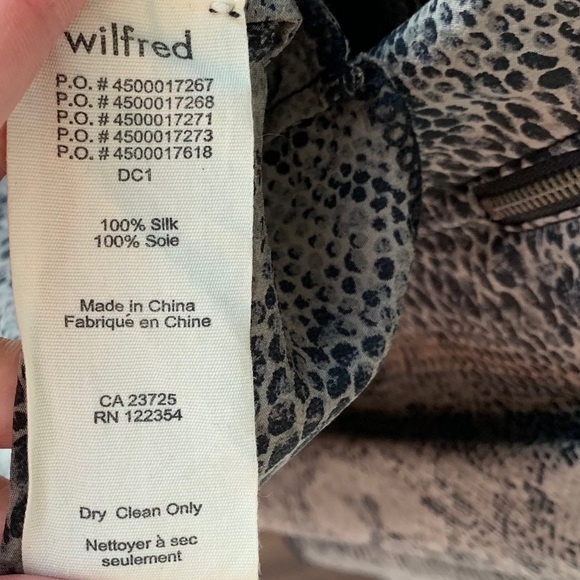 wilfred
P.O. # 4500017267
P.O. # 4500017268
P.O. # 4500017271
P.O. # 4500017273
P.O. # 4500017618
DC1
100% Silk
100% Soie
Made in China
Fabriqué en Chine
CA 23725
RN 122354
Dry Clean Only
Nettoyer à sec
seulement